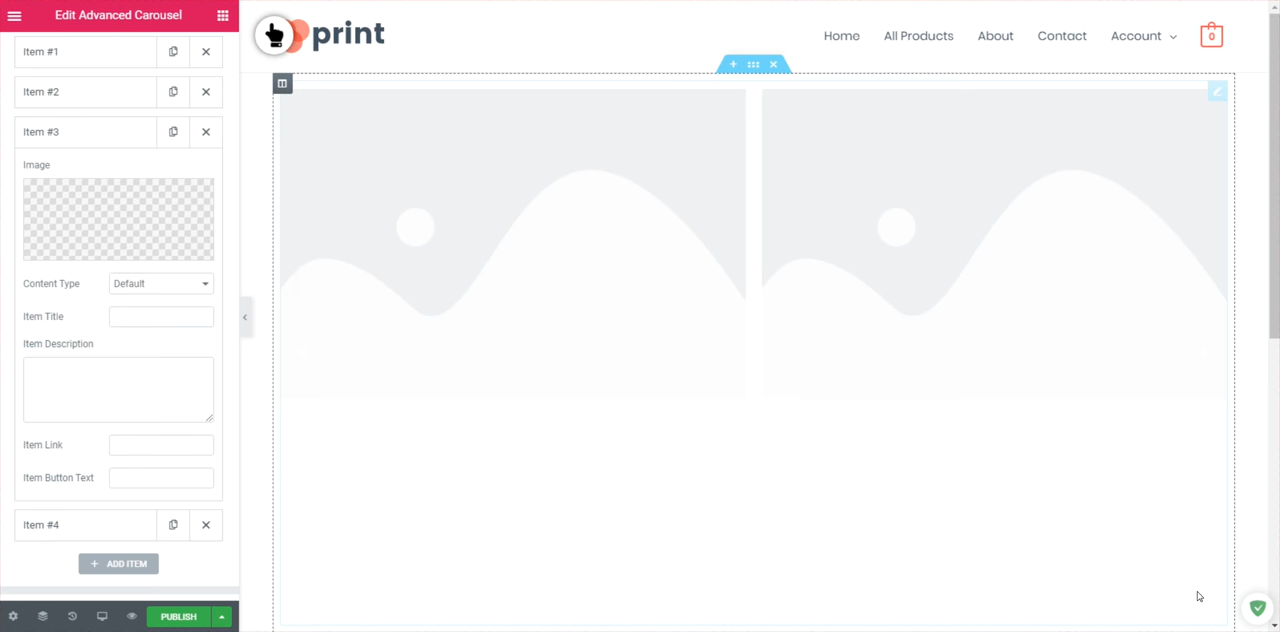 Edit Advanced Carousel
Item #1
Item #2
Item #3
Image
Content Type
Default
Item Title
Item Description
Item Link
Item Button Text
Item #4
+ ADD ITEM
PUBLISH
print
Home
All Products
About
Contact
Account
0